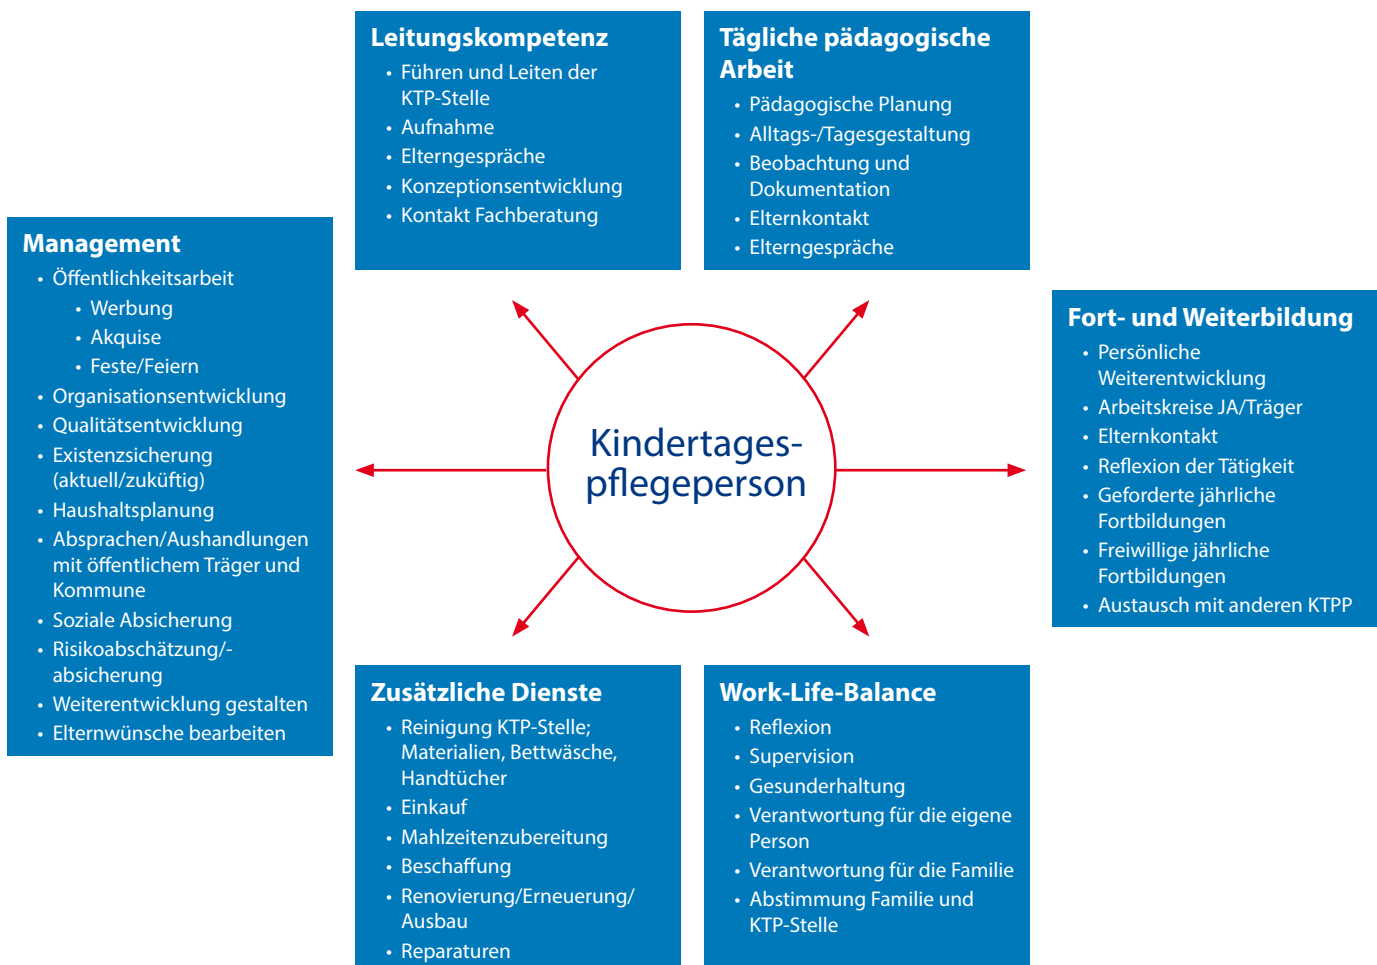 Leitungskompetenz
• Führen und Leiten der
KTP-Stelle
• Aufnahme
• Elterngespräche
• Konzeptionsentwicklung
• Kontakt Fachberatung
Tägliche pädagogische
Arbeit
• Pädagogische Planung
• Alltags-/Tagesgestaltung
• Beobachtung und
Dokumentation
• Elternkontakt
• Elterngespräche
Management
• Öffentlichkeitsarbeit
• Werbung
• Akquise
• Feste/Feiern
• Organisationsentwicklung
• Qualitätsentwicklung
• Existenzsicherung
(aktuell/zuküftig)
• Haushaltsplanung
• Absprachen/Aushandlungen
mit öffentlichem Träger und
Kommune
• Soziale Absicherung
• Risikoabschätzung/-
absicherung
• Weiterentwicklung gestalten
• Elternwünsche bearbeiten
Kindertages-
pflegeperson
Fort- und Weiterbildung
• Persönliche
Weiterentwicklung
• Arbeitskreise JA/Träger
• Elternkontakt
• Reflexion der Tätigkeit
• Geforderte jährliche
Fortbildungen
• Freiwillige jährliche
Fortbildungen
• Austausch mit anderen KTPP
Zusätzliche Dienste
• Reinigung KTP-Stelle;
Materialien, Bettwäsche,
Handtücher
• Einkauf
• Mahlzeitenzubereitung
• Beschaffung
• Renovierung/Erneuerung/
Ausbau
• Reparaturen
Work-Life-Balance
• Reflexion
• Supervision
• Gesunderhaltung
• Verantwortung für die eigene
Person
• Verantwortung für die Familie
• Abstimmung Familie und
KTP-Stelle